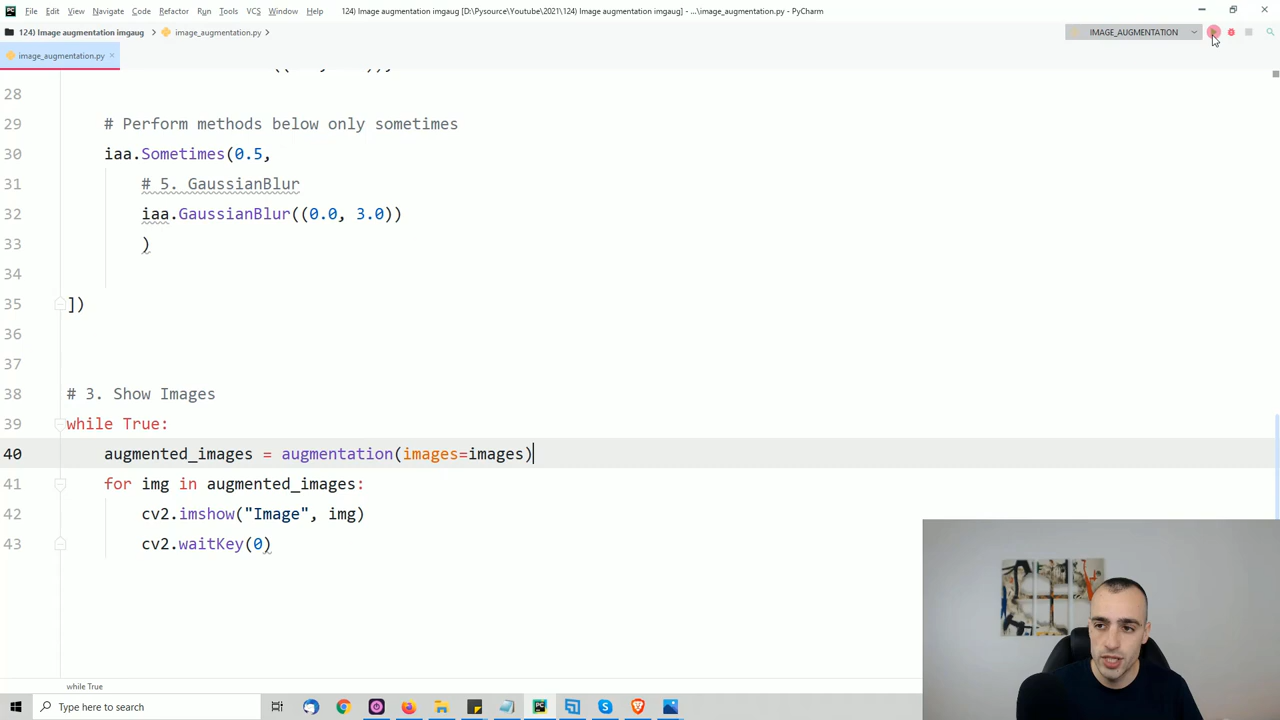 File Edit View Navigate Code Refactor Run Tools VCS Window Help 124) Image augmentation imgaug [D:\Pysource\Youtube\2021\124) Image augmentation imgaug] - ...\image_augmentation.py - PyCharm
124) Image augmentation imgaug image_augmentation.py IMAGE_AUGMENTATION
image_augmentation.py
28
29 # Perform methods below only sometimes
30 iaa.Sometimes(0.5,
31 # 5. GaussianBlur
32 iaa.GaussianBlur((0.0, 3.0))
33 )
34
35 ])
36
37
38 # 3. Show Images
39 while True:
40 augmented_images = augmentation(images=images)
41 for img in augmented_images:
42 cv2.imshow("Image", img)
43 cv2.waitKey(0)
while True
Type here to search